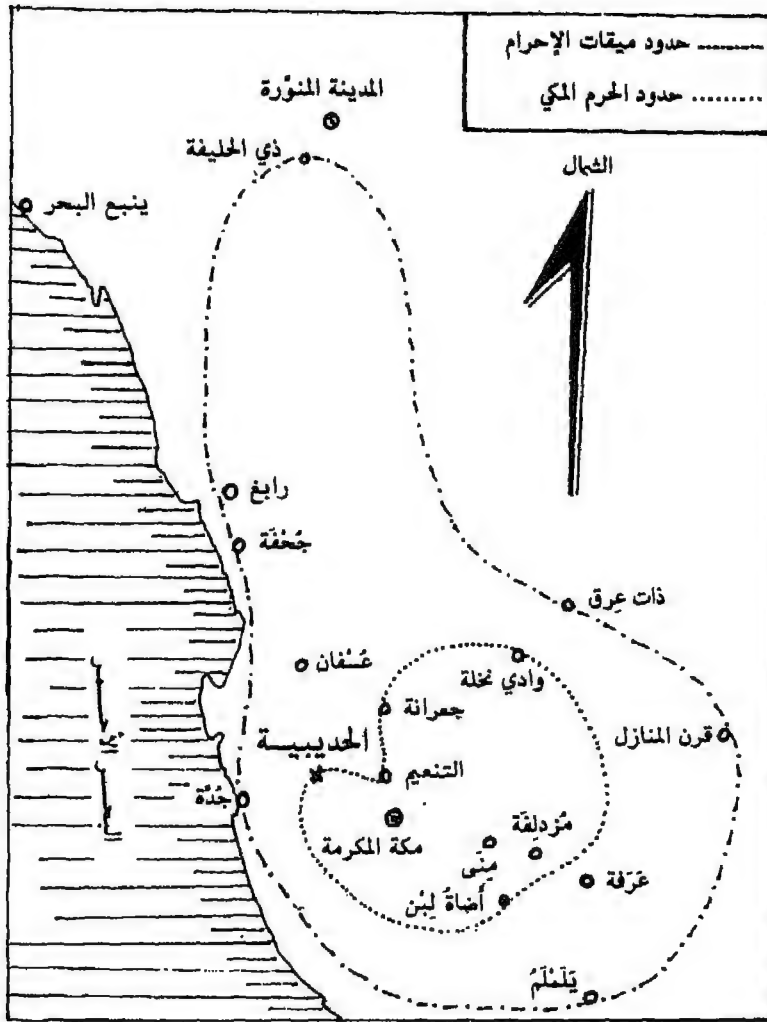 حدود ميقات الإحرام
حدود الحرم المكي
المدينة المنوَّرة
ذي الحليفة
الشمال
ينبع البحر
رابغ
جُحْفَة
ذات عِرق
عُسْفان
وادي نخلة
جعرانة
قرن المنازل
الحديبيـــة
التنعيم
جُدَّة
مكة المكرمة
مُزدلِفَة
مِنَى
عَرَفة
أضاةُ لِبْن
يَلَمْلَمْ